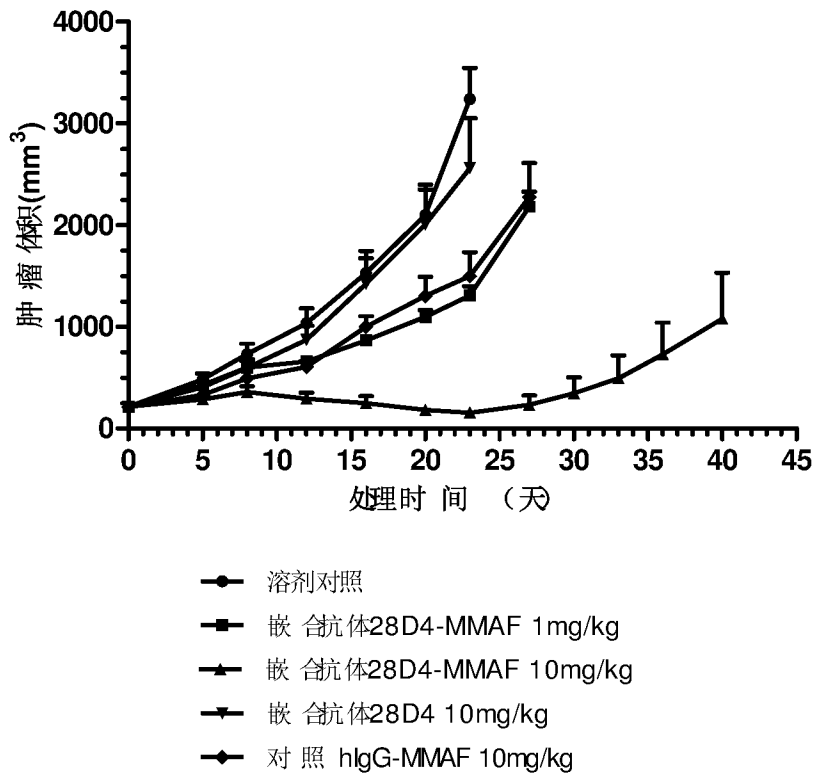 4000
3000
2000
1000
0
肿瘤体积(mm3)
0 5 10 15 20 25 30 35 40 45
处理时间 （天）
溶剂对照
嵌合抗体28D4-MMAF 1mg/kg
嵌合抗体28D4-MMAF 10mg/kg
嵌合抗体28D4 10mg/kg
对照 hIgG-MMAF 10mg/kg